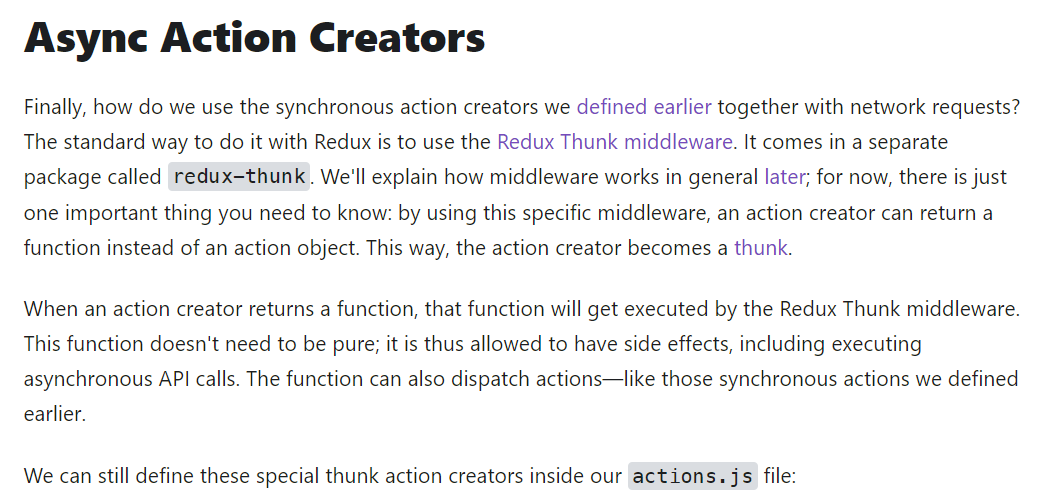 Async Action Creators
Finally, how do we use the synchronous action creators we defined earlier together with network requests?
The standard way to do it with Redux is to use the Redux Thunk middleware. It comes in a separate
package called redux-thunk. We'll explain how middleware works in general later; for now, there is just
one important thing you need to know: by using this specific middleware, an action creator can return a
function instead of an action object. This way, the action creator becomes a thunk.
When an action creator returns a function, that function will get executed by the Redux Thunk middleware.
This function doesn't need to be pure; it is thus allowed to have side effects, including executing
asynchronous API calls. The function can also dispatch actions—like those synchronous actions we defined
earlier.
We can still define these special thunk action creators inside our actions.js file: